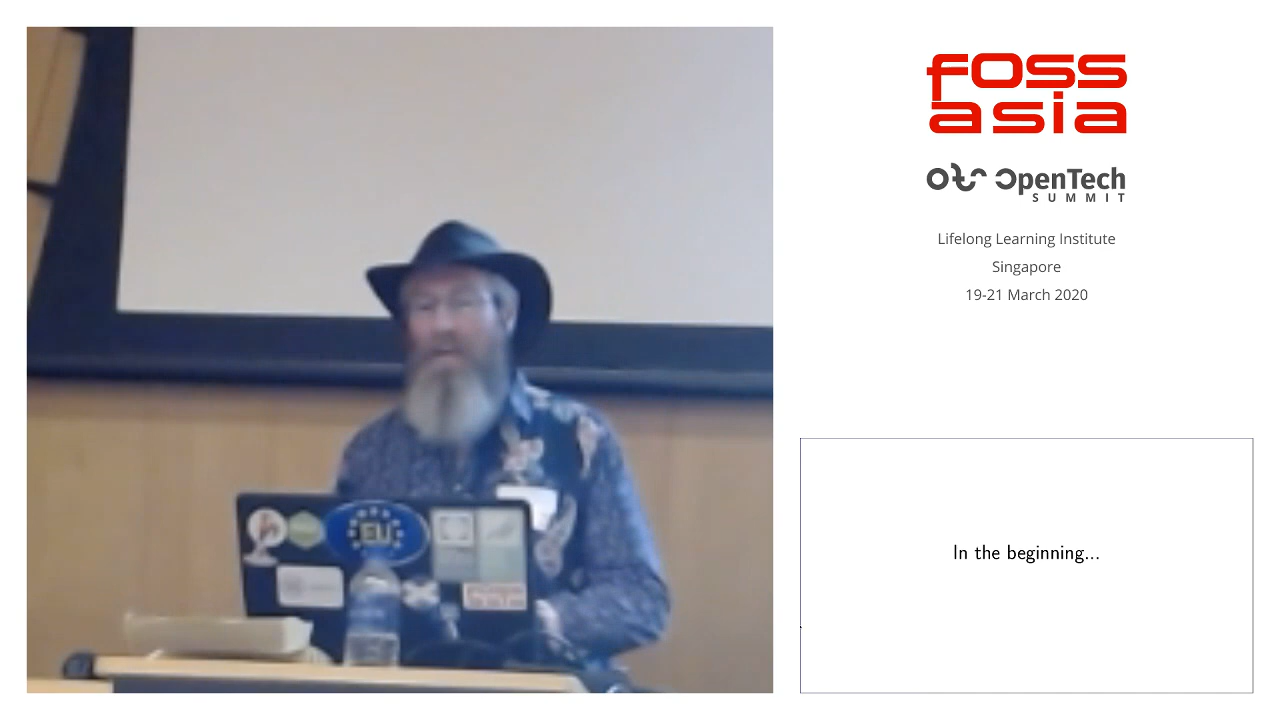 fOSS
asia
OpenTech
SUMMIT
Lifelong Learning Institute
Singapore
19-21 March 2020
In the beginning...
EU